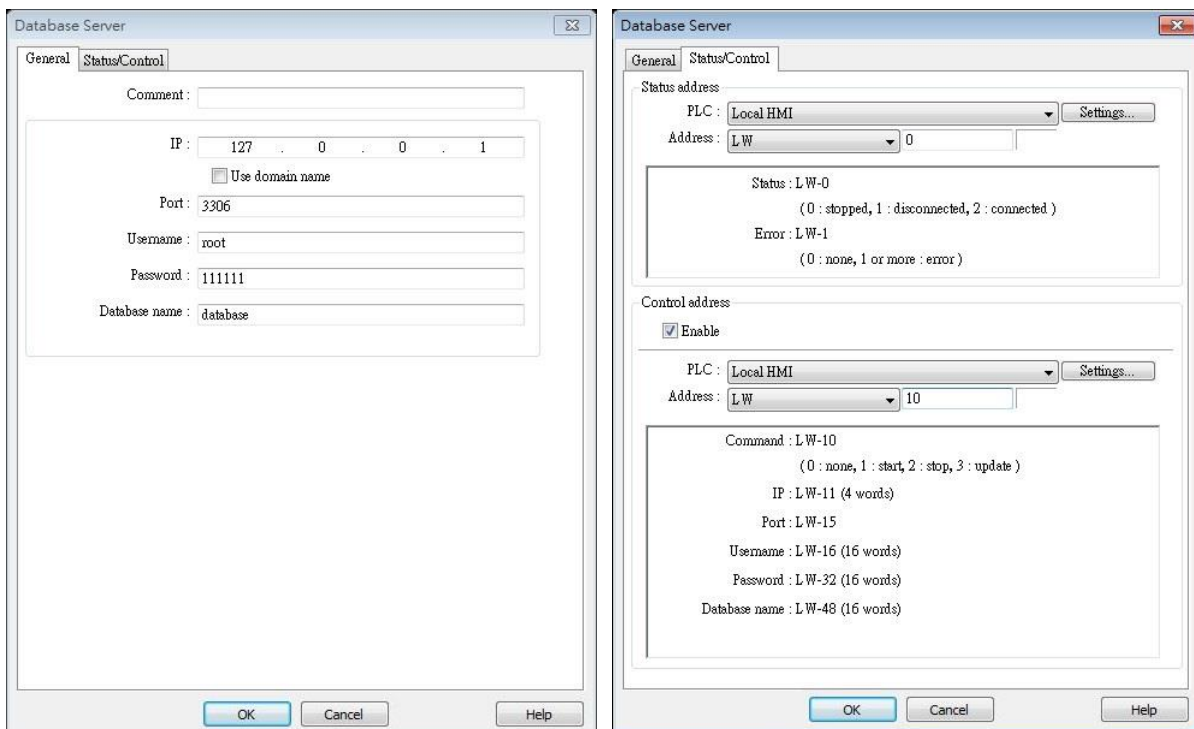 Database Server
General Status/Control
Comment :
IP : 127 . 0 . 0 . 1
Use domain name
Port : 3306
Username : root
Password : 111111
Database name : database
OK Cancel Help
Database Server
General Status/Control
Status address
PLC : Local HMI Settings...
Address : LW 0
Status : LW-0
( 0 : stopped, 1 : disconnected, 2 : connected )
Error : LW-1
( 0 : none, 1 or more : error )
Control address
Enable
PLC : Local HMI Settings...
Address : LW 10
Command : LW-10
( 0 : none, 1 : start, 2 : stop, 3 : update )
IP : LW-11 (4 words)
Port : LW-15
Username : LW-16 (16 words)
Password : LW-32 (16 words)
Database name : LW-48 (16 words)
OK Cancel Help